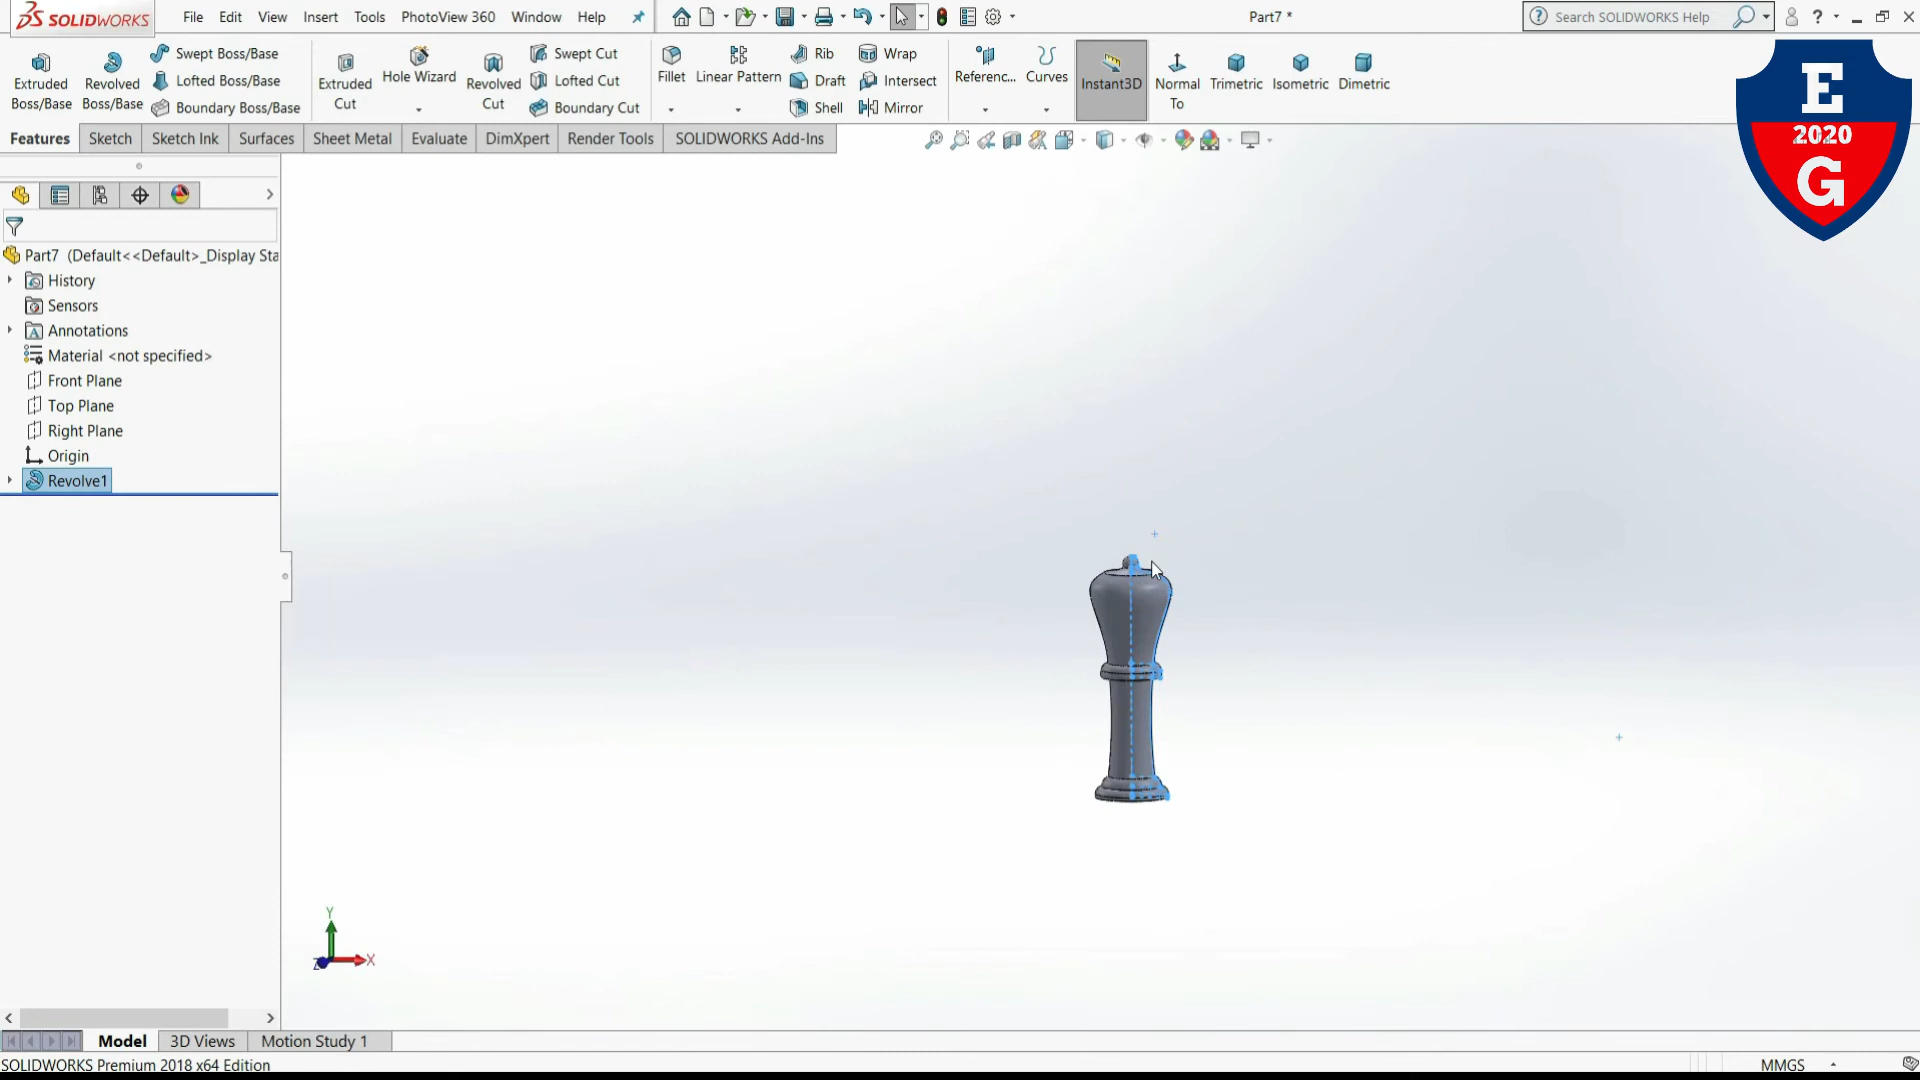 SOLIDWORKS File Edit View Insert Tools PhotoView 360 Window Help Part7 * Search SOLIDWORKS Help ?
Extruded Boss/Base
Revolved Boss/Base
Swept Boss/Base
Lofted Boss/Base
Boundary Boss/Base
Extruded Cut
Hole Wizard
Revolved Cut
Swept Cut
Lofted Cut
Boundary Cut
Fillet
Linear Pattern
Rib
Draft
Shell
Wrap
Intersect
Mirror
Referenc...
Curves
Instant3D
Normal To
Trimetric
Isometric
Dimetric
E
2020
G
Features Sketch Sketch Ink Surfaces Sheet Metal Evaluate DimXpert Render Tools SOLIDWORKS Add-Ins
Part7 (Default<<Default>_Display Sta
History
Sensors
Annotations
Material <not specified>
Front Plane
Top Plane
Right Plane
Origin
Revolve1
Y
X
Z
Model 3D Views Motion Study 1
SOLIDWORKS Premium 2018 x64 Edition MMGS